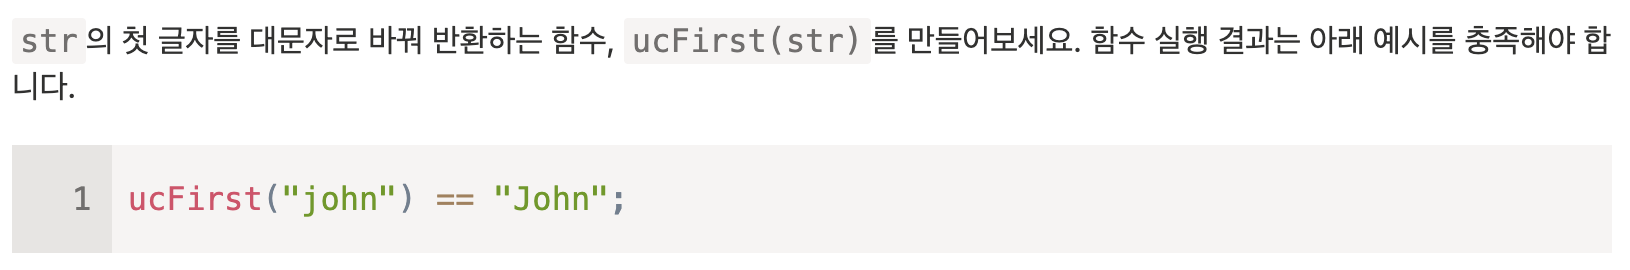 str의 첫 글자를 대문자로 바꿔 반환하는 함수, ucFirst(str)를 만들어보세요. 함수 실행 결과는 아래 예시를 충족해야 합
니다.
1 ucFirst("john") == "John";